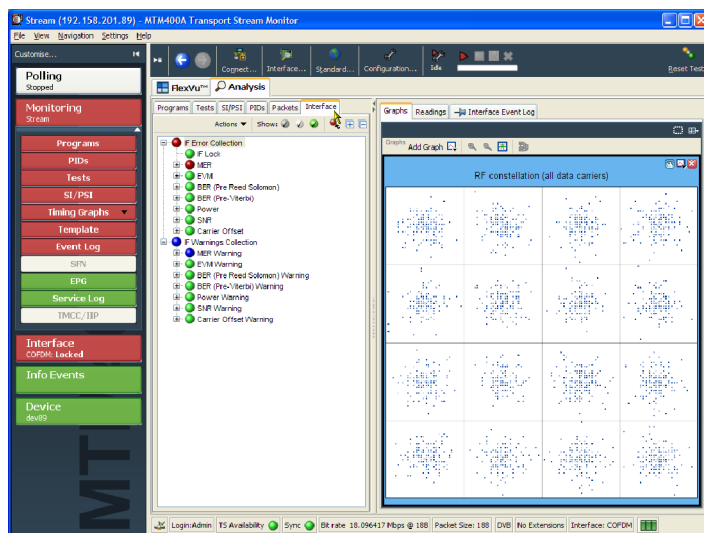 Stream (192.158.201.89) - MTM400A Transport Stream Monitor
File View Navigation Settings Help
Customise...
Polling
Stopped
Monitoring
Stream
Programs
PIDs
Tests
SI/PSI
Timing Graphs
Template
Event Log
SFN
EPG
Service Log
TMCC/IIP
Interface
COFDM: Locked
Info Events
Device
dev89
MT
Connect...
Interface...
Standard...
Configuration...
Idle
Reset Test
FlexVu™ Analysis
Programs Tests SI/PSI PIDs Packets Interface
Actions Show:
IF Error Collection
IF Lock
MER
EVM
BER (Pre Reed Solomon)
BER (Pre-Viterbi)
Power
SNR
Carrier Offset
IF Warnings Collection
MER Warning
EVM Warning
BER (Pre Reed Solomon) Warning
BER (Pre-Viterbi) Warning
Power Warning
SNR Warning
Carrier Offset Warning
Graphs Readings Interface Event Log
Graphs Add Graph
RF constellation (all data carriers)
Login:Admin TS Availability Sync Bit rate 18.096417 Mbps @ 188 Packet Size: 188 DVB No Extensions Interface: COFDM